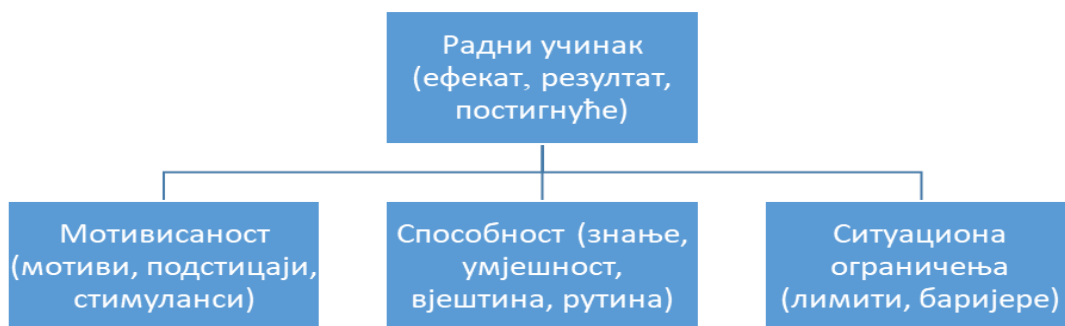 Радни учинак
(ефекат, резултат,
постигнуће)
Мотивисаност
(мотиви, подстицаји,
стимуланси)
Способност (знање,
умјешност,
вјештина, рутина)
Ситуациона
ограничења
(лимити, баријере)